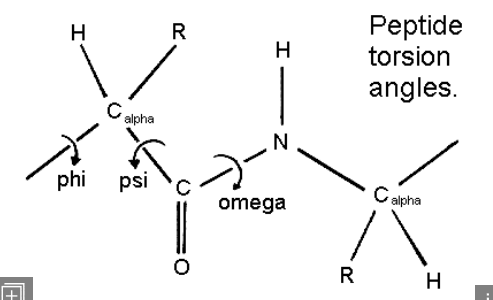 Peptide
torsion
angles.
H
R
H
C alpha
N
phi
psi
C
omega
C alpha
O
R
H